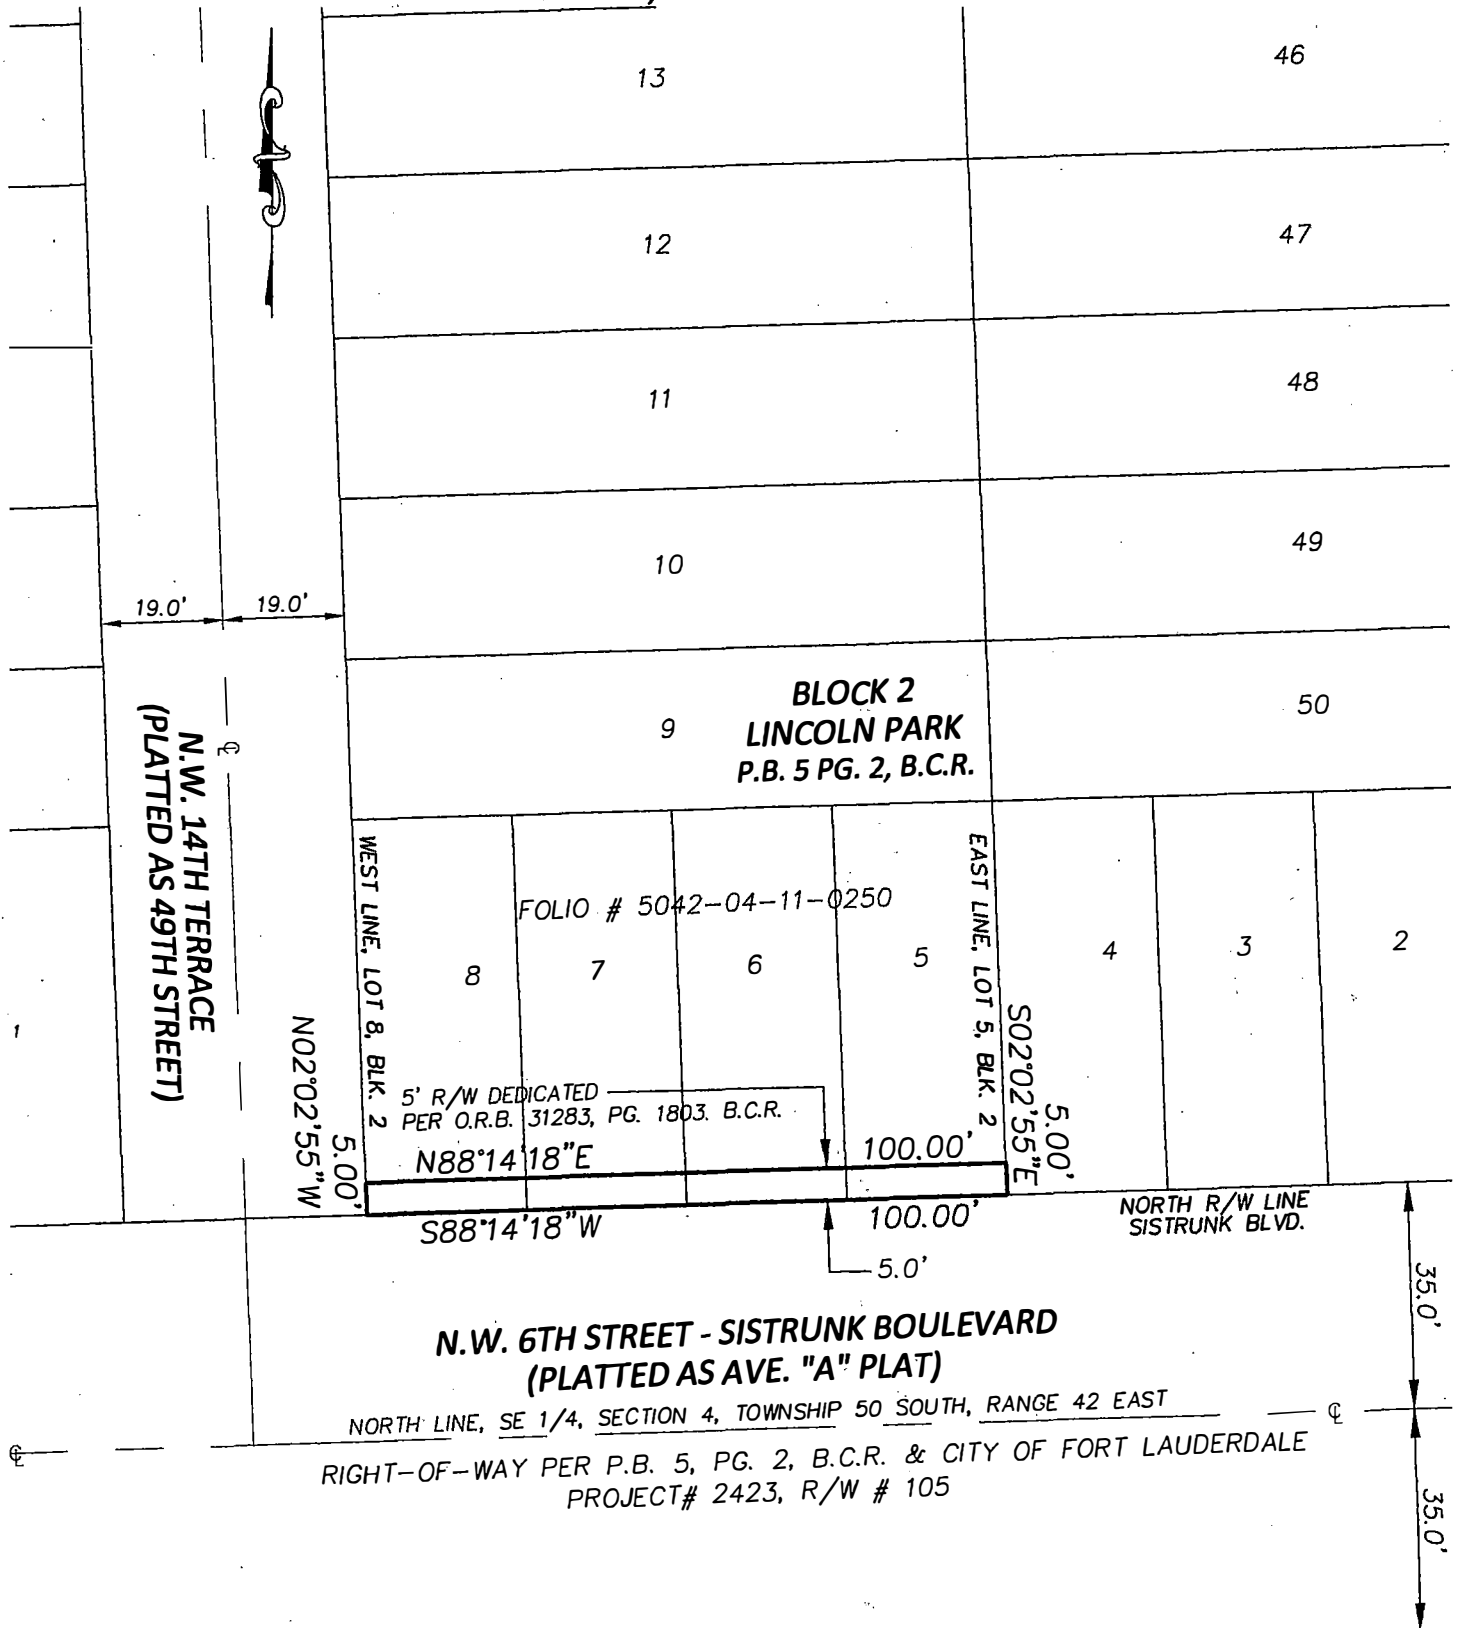 13
46
12
47
11
48
10
49
19.0'
19.0'
BLOCK 2
LINCOLN PARK
P.B. 5 PG. 2, B.C.R.
9
50
N.W. 14TH TERRACE
(PLATTED AS 49TH STREET)
WEST LINE, LOT 8, BLK. 2
EAST LINE, LOT 5, BLK. 2
FOLIO # 5042-04-11-0250
8
7
6
5
4
3
2
1
N02°02'55"W
5.00'
S02°02'55"E
5.00'
5' R/W DEDICATED
PER O.R.B. 31283, PG. 1803. B.C.R.
N88°14'18"E
100.00'
S88°14'18"W
100.00'
NORTH R/W LINE
SISTRUNK BLVD.
5.0'
35.0'
N.W. 6TH STREET - SISTRUNK BOULEVARD
(PLATTED AS AVE. "A" PLAT)
NORTH LINE, SE 1/4, SECTION 4, TOWNSHIP 50 SOUTH, RANGE 42 EAST
RIGHT-OF-WAY PER P.B. 5, PG. 2, B.C.R. & CITY OF FORT LAUDERDALE
PROJECT# 2423, R/W # 105
35.0'